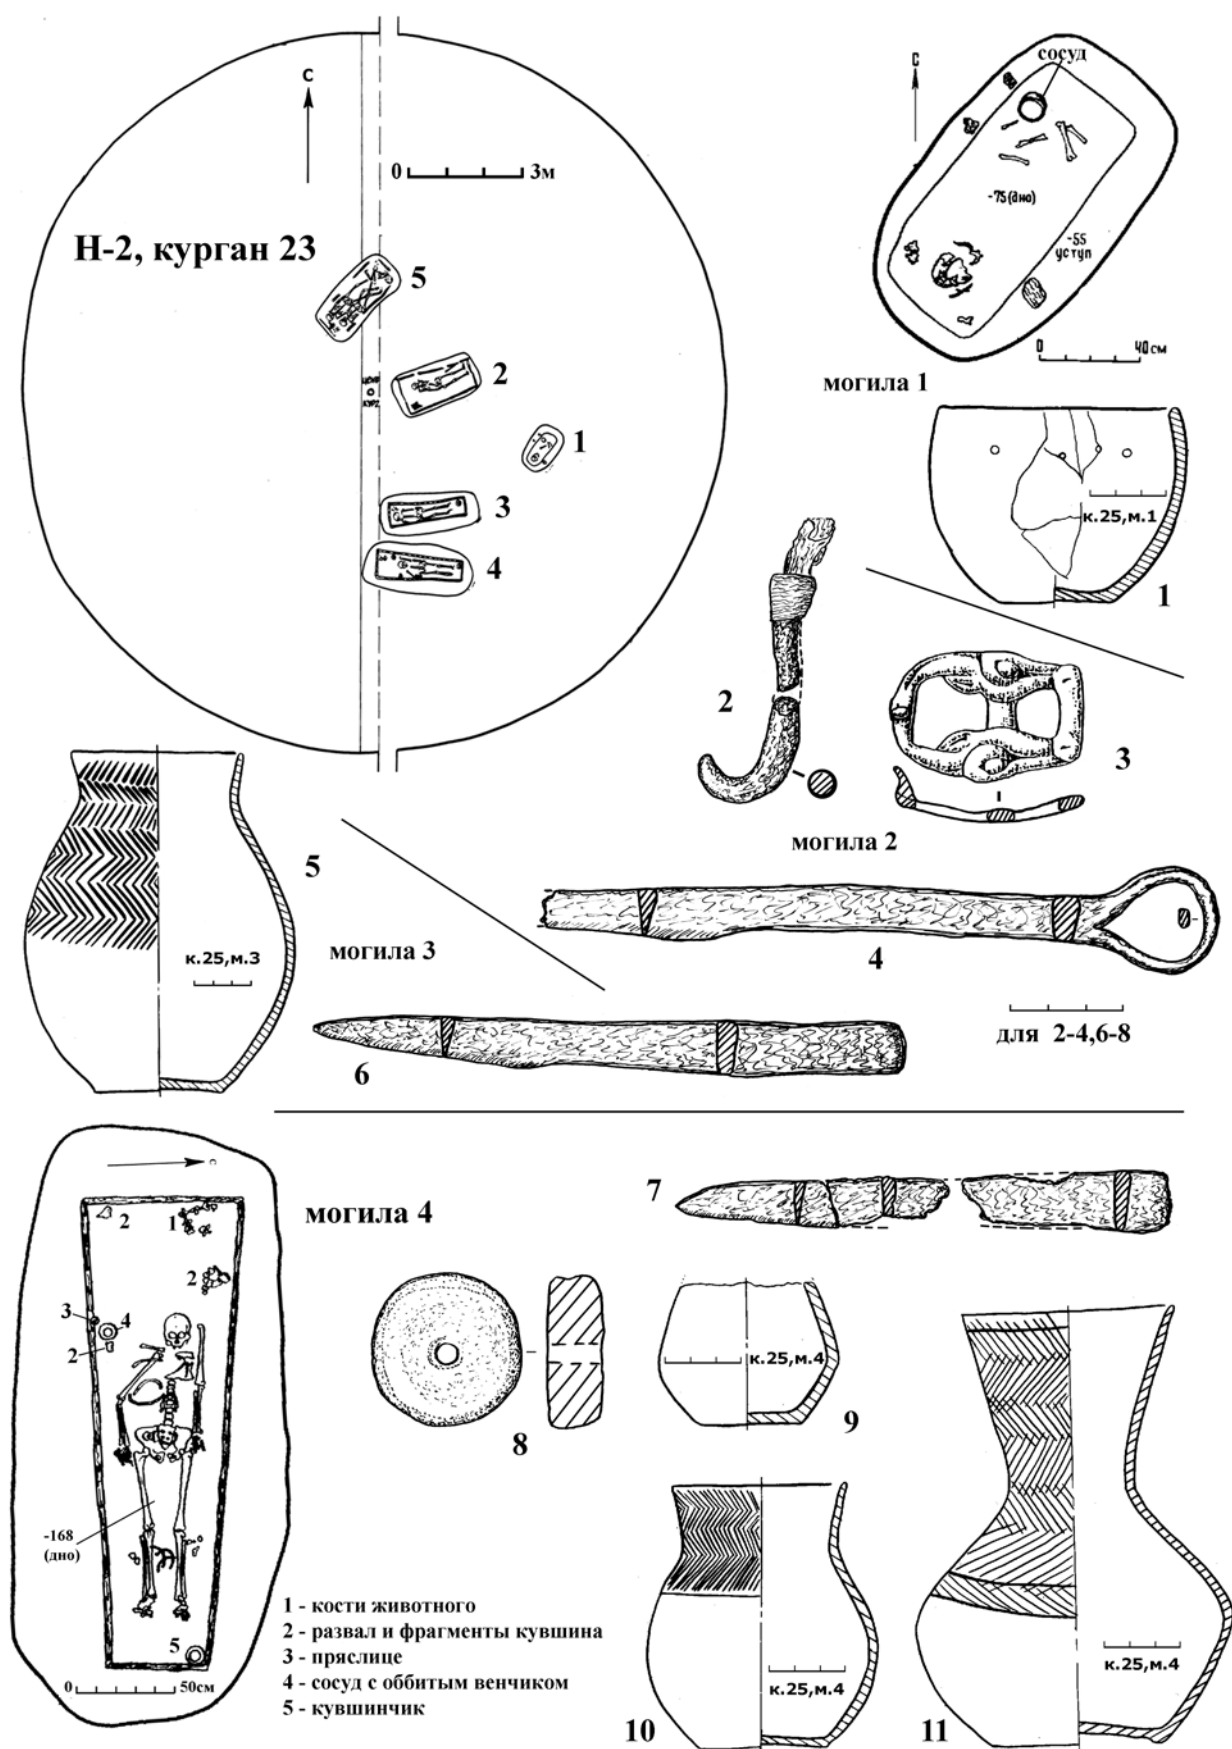 С
0 3м
Н-2, курган 23
5
2
центр
кург
1
3
4
С
сосуд
-75(дно)
-55
уступ
0 40см
могила 1
к.25,м.1
1
2
3
могила 2
5
к.25,м.3
могила 3
4
для 2-4,6-8
6
2
1
2
3
4
2
-168
(дно)
5
0 50см
могила 4
7
8
к.25,м.4
9
к.25,м.4
10
к.25,м.4
11
1 - кости животного
2 - развал и фрагменты кувшина
3 - пряслице
4 - сосуд с оббитым венчиком
5 - кувшинчик